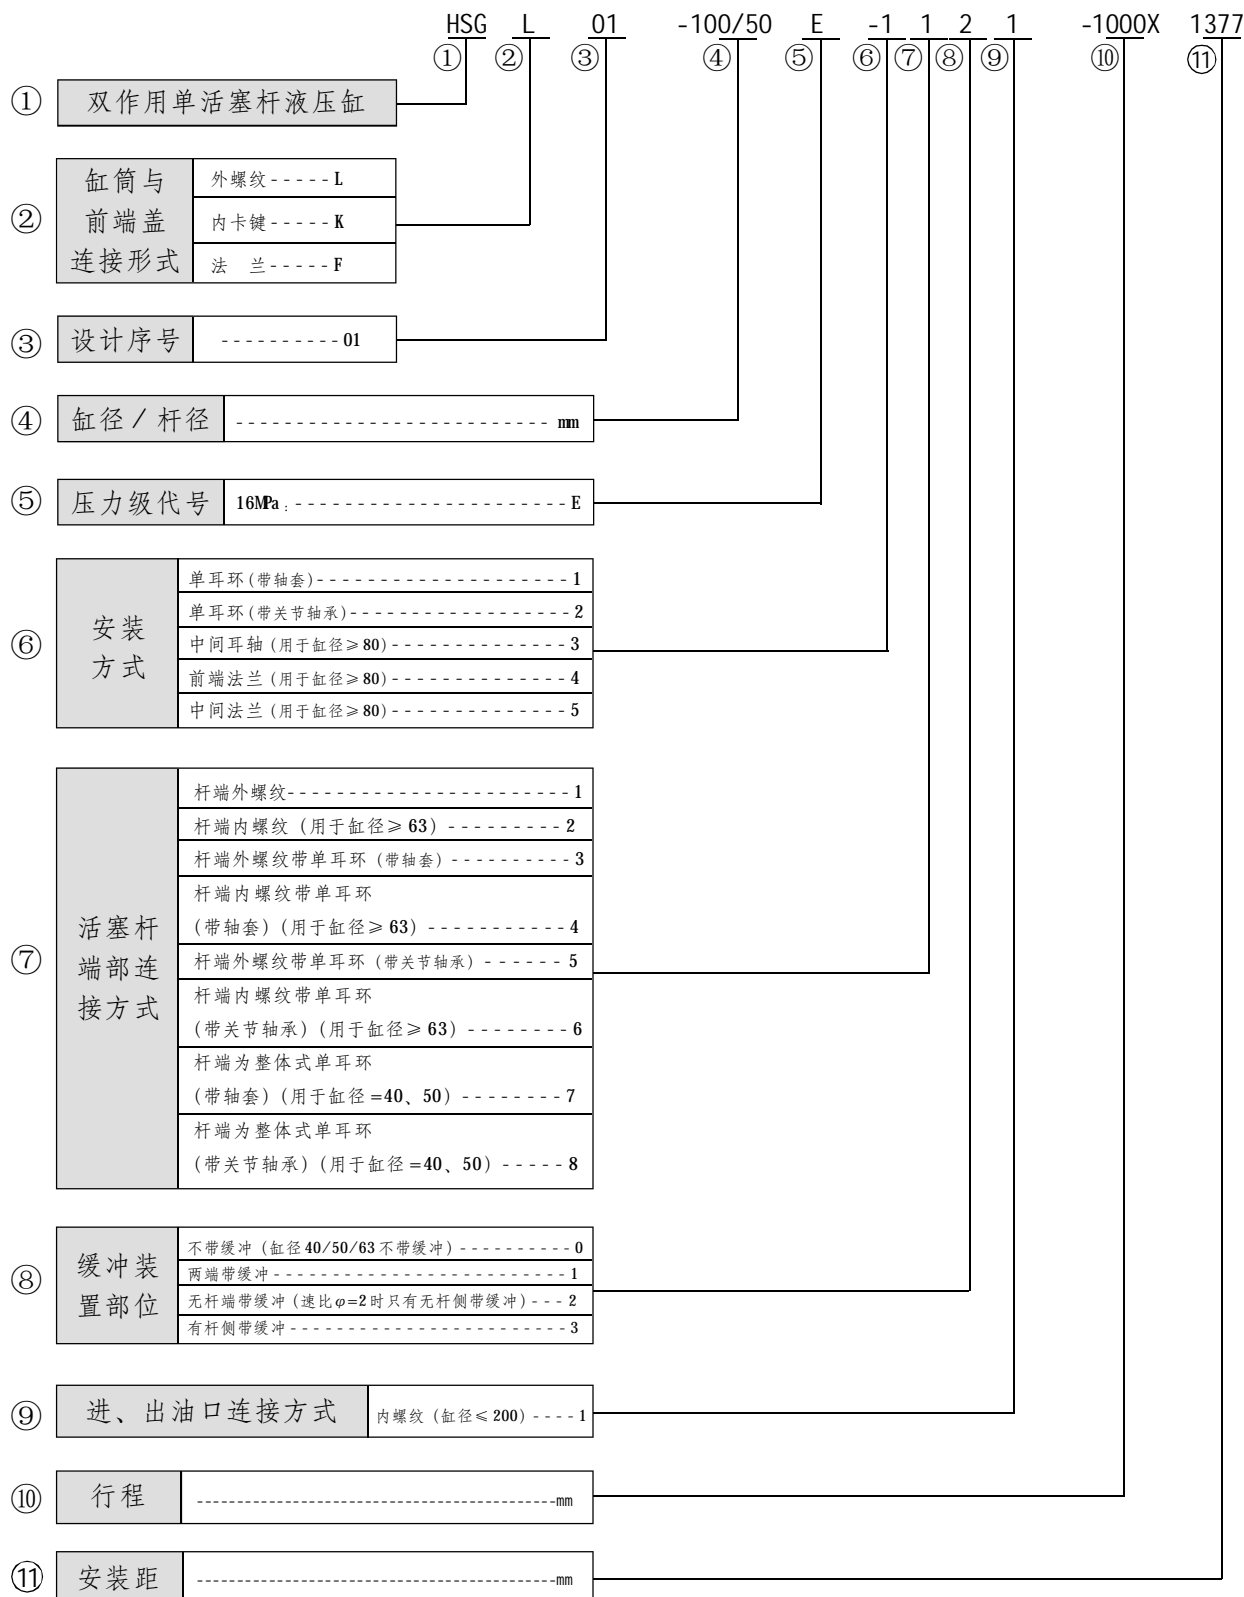 HSG L 01 -100/50 E -1 1 2 1 -1000X 1377
① ② ③ ④ ⑤ ⑥ ⑦ ⑧ ⑨ ⑩ ⑪
① 双作用单活塞杆液压缸
② 缸筒与前端盖连接形式
外螺纹-----L
内卡键-----K
法 兰-----F
③ 设计序号 ----------01
④ 缸径/杆径 -------------------------- mm
⑤ 压力级代号 16MPa:----------------------E
⑥ 安装方式
单耳环(带轴套)--------------------1
单耳环(带关节轴承)------------------2
中间耳轴(用于缸径≥80)--------------3
前端法兰(用于缸径≥80)--------------4
中间法兰(用于缸径≥80)--------------5
⑦ 活塞杆端部连接方式
杆端外螺纹-----------------------1
杆端内螺纹(用于缸径≥63)---------2
杆端外螺纹带单耳环(带轴套)----------3
杆端内螺纹带单耳环
(带轴套)(用于缸径≥63)-----------4
杆端外螺纹带单耳环(带关节轴承)------5
杆端内螺纹带单耳环
(带关节轴承)(用于缸径≥63)--------6
杆端为整体式单耳环
(带轴套)(用于缸径=40、50)--------7
杆端为整体式单耳环
(带关节轴承)(用于缸径=40、50)-----8
⑧ 缓冲装置部位
不带缓冲(缸径40/50/63不带缓冲)----------0
两端带缓冲--------------------------1
无杆端带缓冲(速比φ=2时只有无杆侧带缓冲)---2
有杆侧带缓冲------------------------3
⑨ 进、出油口连接方式 内螺纹(缸径≤200)----1
⑩ 行程 ----------------------------------------------mm
⑪ 安装距 ----------------------------------------------mm